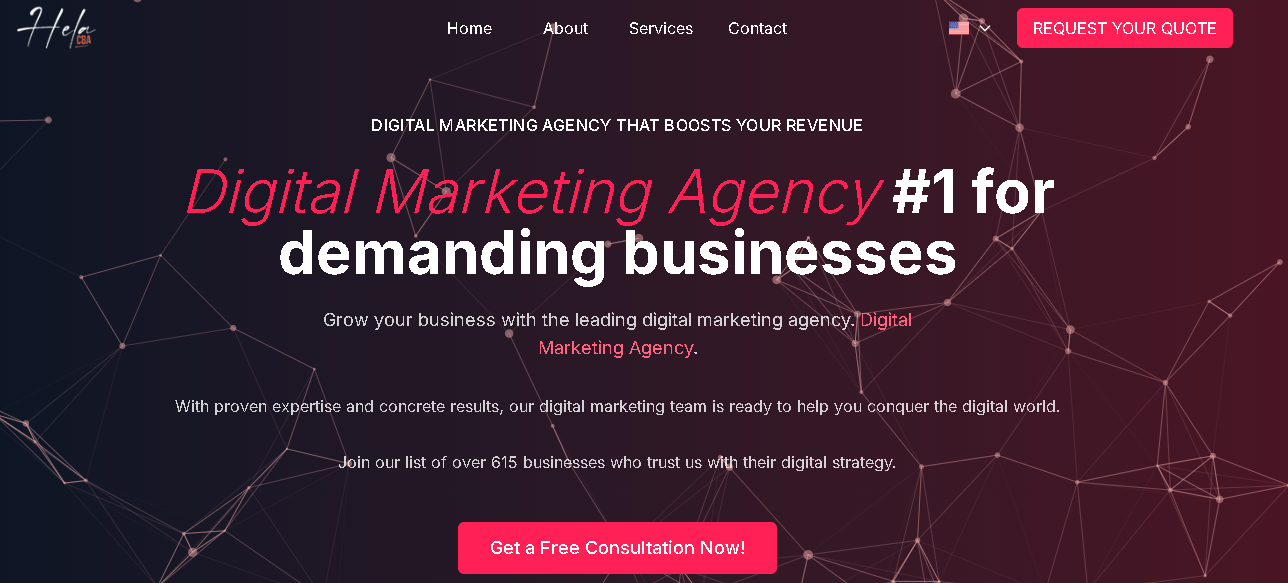 Hela
CBA
Home About Services Contact
REQUEST YOUR QUOTE
DIGITAL MARKETING AGENCY THAT BOOSTS YOUR REVENUE
Digital Marketing Agency #1 for
demanding businesses
Grow your business with the leading digital marketing agency. Digital
Marketing Agency.
With proven expertise and concrete results, our digital marketing team is ready to help you conquer the digital world.
Join our list of over 615 businesses who trust us with their digital strategy.
Get a Free Consultation Now!